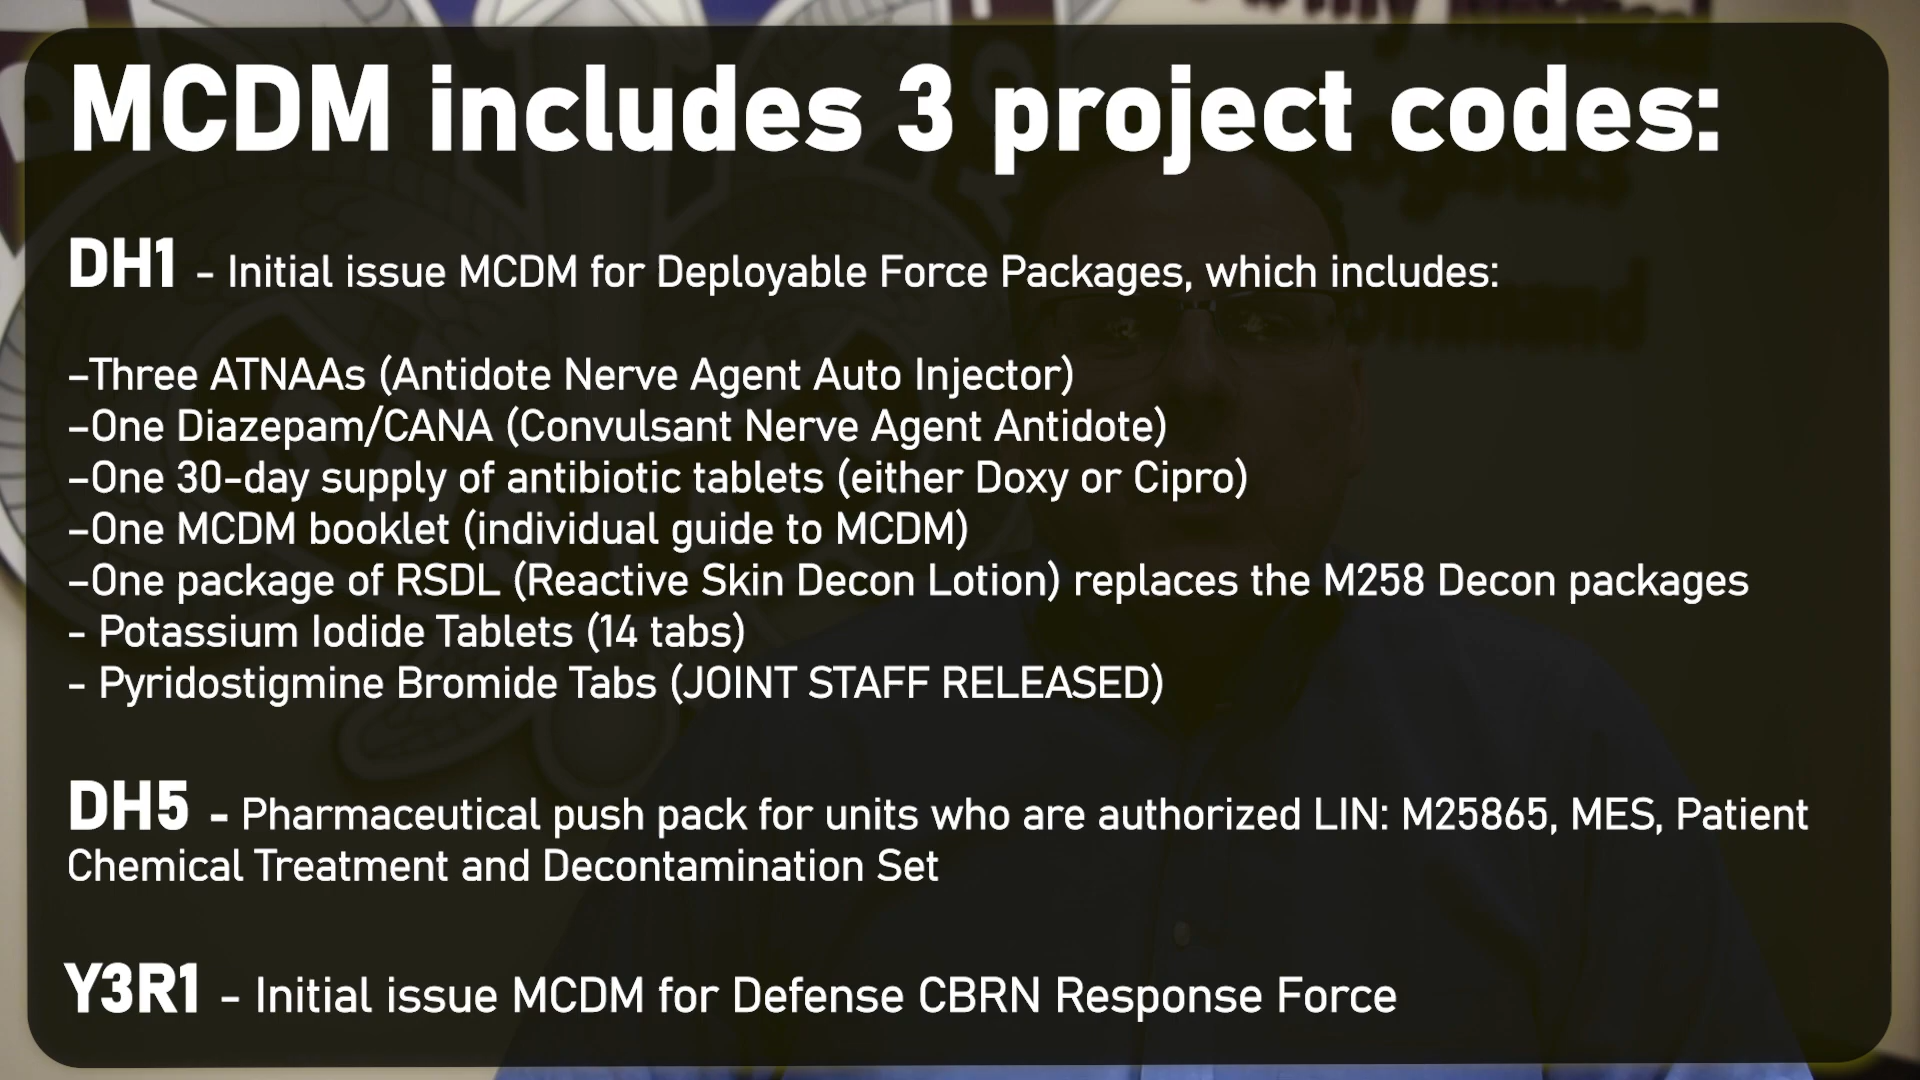 MCDM includes 3 project codes:
DH1 - Initial issue MCDM for Deployable Force Packages, which includes:
–Three ATNAAs (Antidote Nerve Agent Auto Injector)
–One Diazepam/CANA (Convulsant Nerve Agent Antidote)
–One 30-day supply of antibiotic tablets (either Doxy or Cipro)
–One MCDM booklet (individual guide to MCDM)
–One package of RSDL (Reactive Skin Decon Lotion) replaces the M258 Decon packages
- Potassium Iodide Tablets (14 tabs)
- Pyridostigmine Bromide Tabs (JOINT STAFF RELEASED)
DH5 - Pharmaceutical push pack for units who are authorized LIN: M25865, MES, Patient
Chemical Treatment and Decontamination Set
Y3R1 - Initial issue MCDM for Defense CBRN Response Force